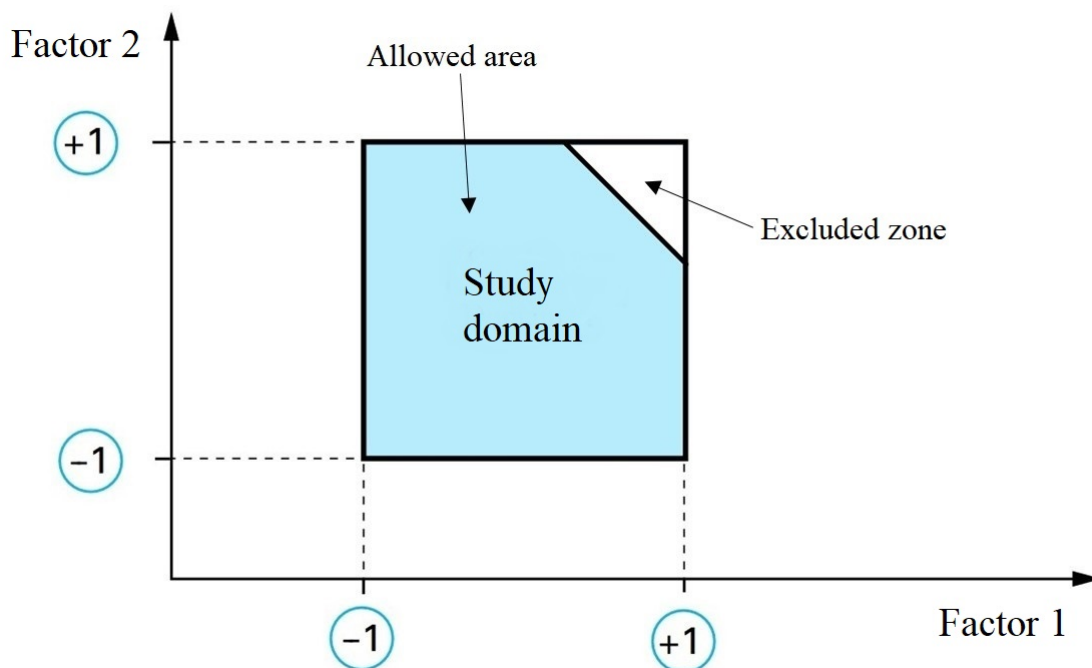 Factor 2
Allowed area
+1
Excluded zone
Study
domain
−1
−1
+1
Factor 1